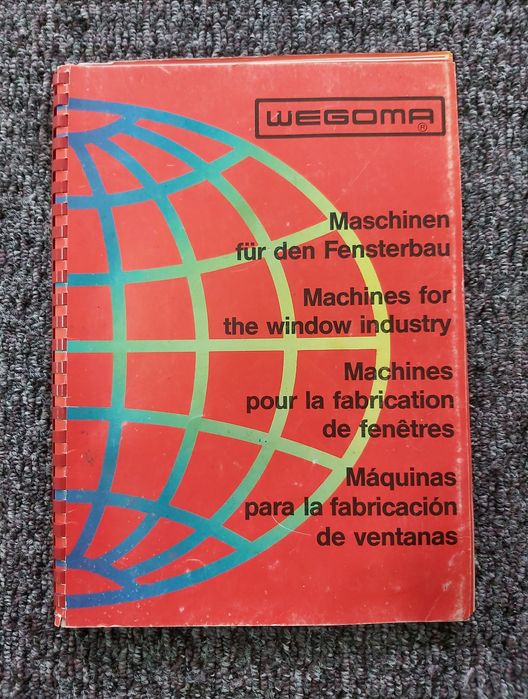 WEGOMA ®
Maschinen
für den Fensterbau
Machines for
the window industry
Machines
pour la fabrication
de fenêtres
Máquinas
para la fabricación
de ventanas